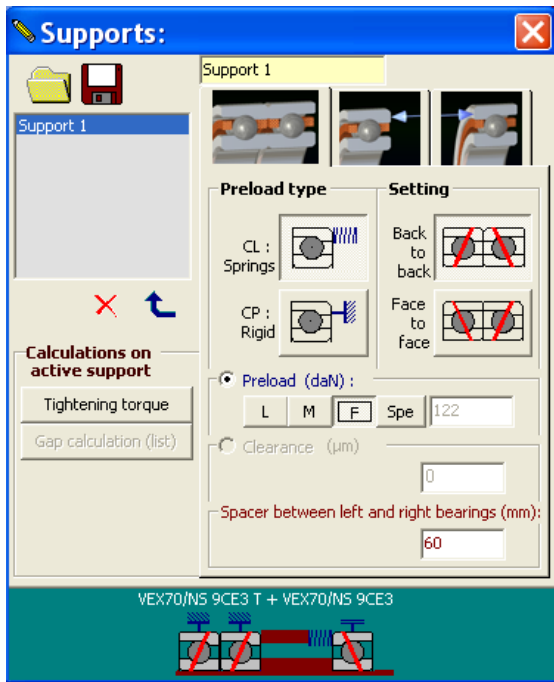 Supports:
Support 1
Support 1
Preload type
Setting
CL :
Springs
Back
to
back
CP :
Rigid
Face
to
face
Calculations on
active support
Tightening torque
Gap calculation (list)
Preload (daN) :
L M F Spe 122
Clearance (μm)
0
Spacer between left and right bearings (mm):
60
VEX70/NS 9CE3 T + VEX70/NS 9CE3